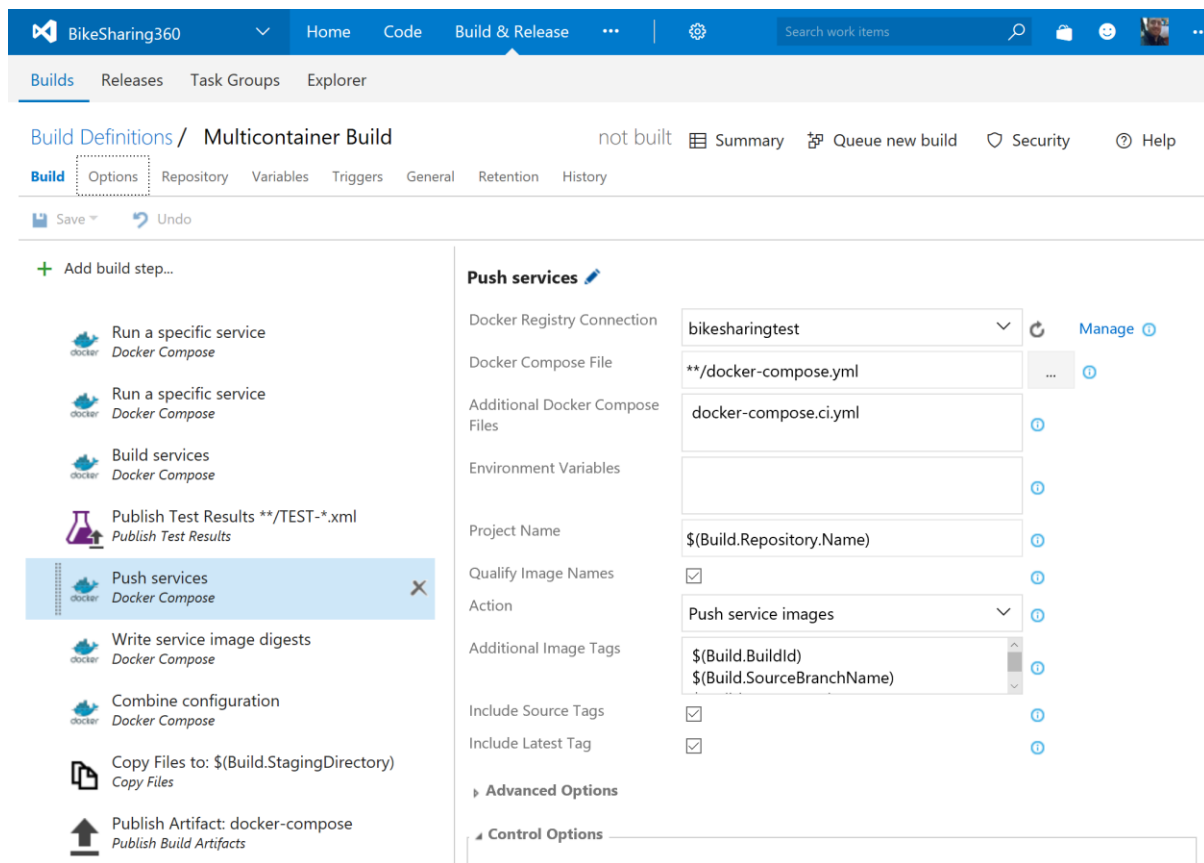 BikeSharing360 Home Code Build & Release ... Search work items ...
Builds Releases Task Groups Explorer
Build Definitions / Multicontainer Build not built Summary Queue new build Security Help
Build Options Repository Variables Triggers General Retention History
Save Undo
Add build step...
Run a specific service
docker Docker Compose
Run a specific service
docker Docker Compose
Build services
docker Docker Compose
Publish Test Results **/TEST-*.xml
Publish Test Results
Push services
docker Docker Compose
Write service image digests
docker Docker Compose
Combine configuration
docker Docker Compose
Copy Files to: $(Build.StagingDirectory)
Copy Files
Publish Artifact: docker-compose
Publish Build Artifacts
Push services
Docker Registry Connection bikesharingtest Manage
Docker Compose File **/docker-compose.yml ...
Additional Docker Compose
Files
docker-compose.ci.yml
Environment Variables
Project Name $(Build.Repository.Name)
Qualify Image Names
Action Push service images
Additional Image Tags $(Build.BuildId)
$(Build.SourceBranchName)
Include Source Tags
Include Latest Tag
Advanced Options
Control Options